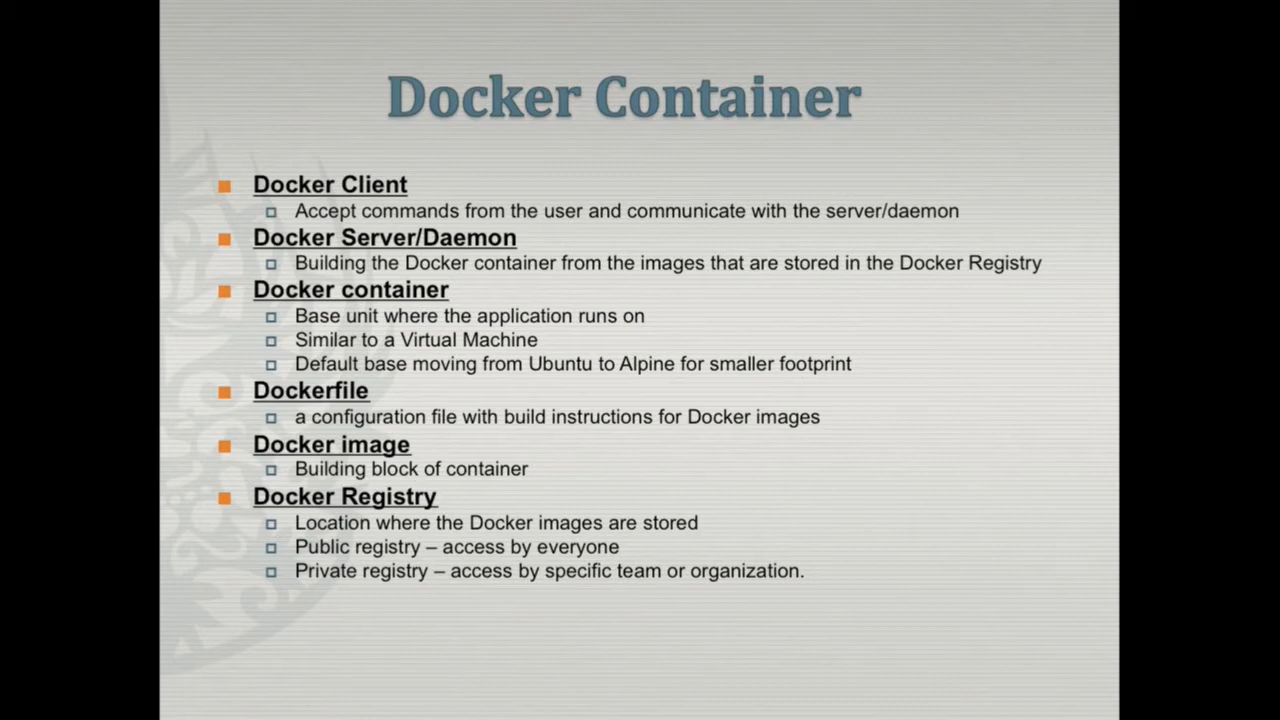 Docker Container
Docker Client
Accept commands from the user and communicate with the server/daemon
Docker Server/Daemon
Building the Docker container from the images that are stored in the Docker Registry
Docker container
Base unit where the application runs on
Similar to a Virtual Machine
Default base moving from Ubuntu to Alpine for smaller footprint
Dockerfile
a configuration file with build instructions for Docker images
Docker image
Building block of container
Docker Registry
Location where the Docker images are stored
Public registry – access by everyone
Private registry – access by specific team or organization.